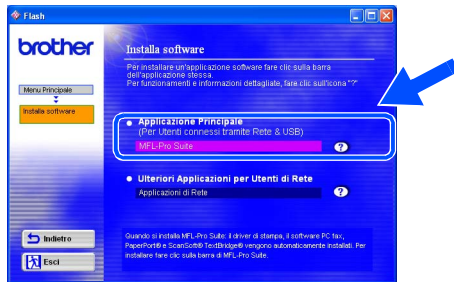 Flash
brother
Installa software
Per installare un'applicazione software fare clic sulla barra
dell'applicazione stessa.
Per funzionamenti e informazioni dettagliate, fare clic sull'icona "?"
Menu Principale
Installa software
Applicazione Principale
(Per Utenti connessi tramite Rete & USB)
MFL-Pro Suite
?
Ulteriori Applicazioni per Utenti di Rete
Applicazioni di Rete
?
Indietro
Esci
Quando si installa MFL-Pro Suite: il driver di stampa, il software PC fax,
PaperPort® e ScanSoft® TextBridge® vengono automaticamente installati. Per
installare fare clic sulla barra di MFL-Pro Suite.